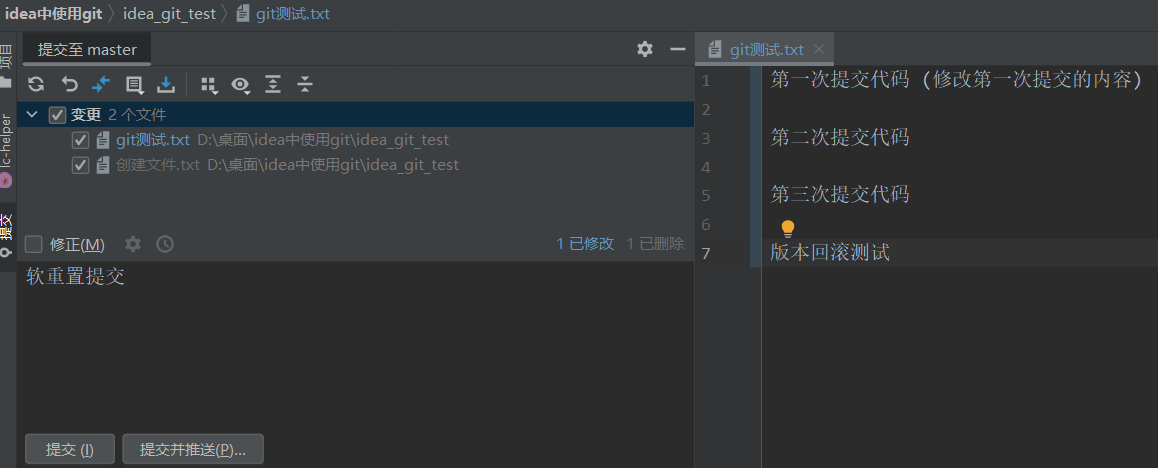 idea中使用git 〉 idea_git_test 〉 git测试.txt
项目
lc-helper
提交
提交至 master
变更 2 个文件
git测试.txt D:\桌面\idea中使用git\idea_git_test
创建文件.txt D:\桌面\idea中使用git\idea_git_test
修正(M)
1 已修改 1 已删除
软重置提交
提交 (I)
提交并推送(P)...
git测试.txt
1 第一次提交代码 (修改第一次提交的内容)
2
3 第二次提交代码
4
5 第三次提交代码
6
7 版本回滚测试